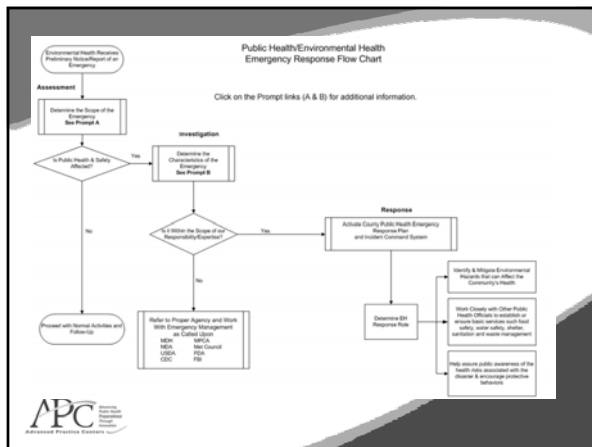 Public Health/Environmental Health
Emergency Response Flow Chart
Click on the Prompt links (A & B) for additional information.
Environmental Health Receives
Preliminary Notice/Report of an
Emergency
Assessment
Determine the Scope of the
Emergency
See Prompt A
Is Public Health & Safety
Affected?
Yes
No
Proceed with Normal Activities and
Follow-Up
Investigation
Determine the
Characteristics of the
Emergency
See Prompt B
Is it Within the Scope of our
Responsibility/Expertise?
Yes
No
Refer to Proper Agency and Work
With Emergency Management
as Called Upon
MDH MPCA
MDA Met Council
USDA FDA
CDC FBI
Response
Activate County Public Health Emergency
Response Plan
and Incident Command System
Determine EH
Response Role
Identify & Mitigate Environmental
Hazards that can Affect the
Community's Health
Work Closely with Other Public
Health Officials to establish or
ensure basic services such food
safety, water safety, shelter,
sanitation and waste management
Help assure public awareness of the
health risks associated with the
disaster & encourage protective
behaviors
APC
Advancing
Public Health
Preparedness
Through
Innovation
Advanced Practice Centers